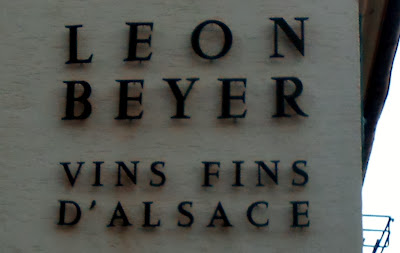 LEON
BEYER
VINS FINS
D'ALSACE